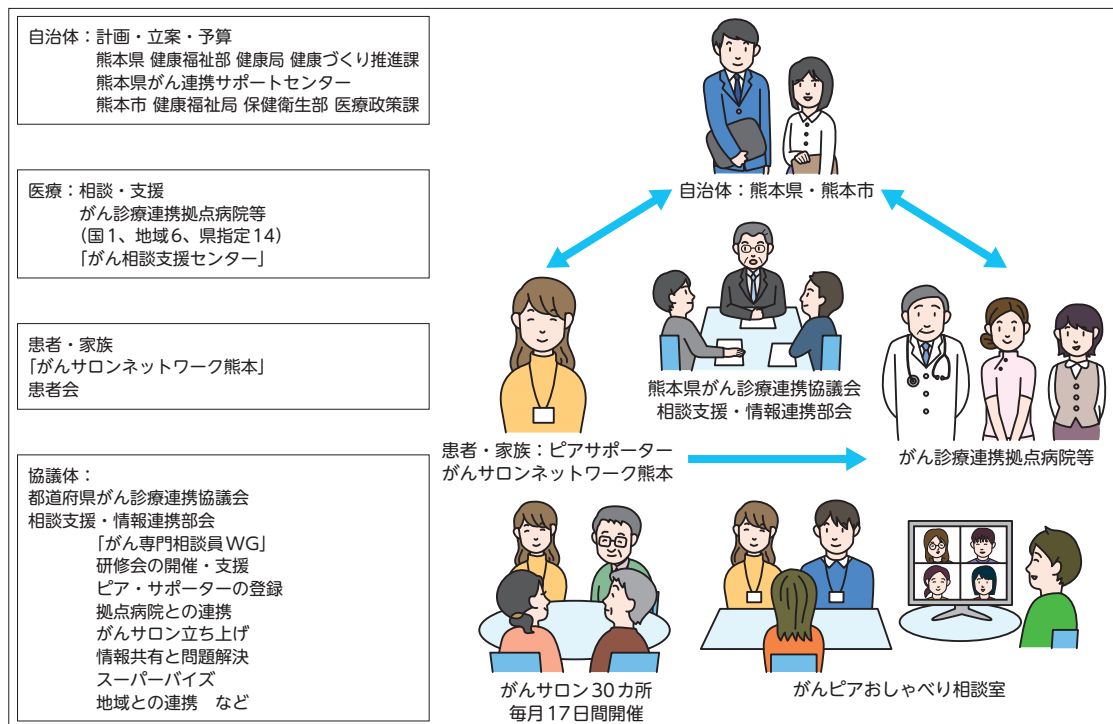 自治体：計画・立案・予算
熊本県 健康福祉部 健康局 健康づくり推進課
熊本県がん連携サポートセンター
熊本市 健康福祉局 保健衛生部 医療政策課
医療：相談・支援
がん診療連携拠点病院等
（国1、地域6、県指定14）
「がん相談支援センター」
患者・家族
「がんサロンネットワーク熊本」
患者会
協議体：
都道府県がん診療連携協議会
相談支援・情報連携部会
「がん専門相談員WG」
研修会の開催・支援
ピア・サポーターの登録
拠点病院との連携
がんサロン立ち上げ
情報共有と問題解決
スーパーバイズ
地域との連携　など
自治体：熊本県・熊本市
熊本県がん診療連携協議会
相談支援・情報連携部会
患者・家族：ピアサポーター
がんサロンネットワーク熊本
がん診療連携拠点病院等
がんサロン30カ所
毎月17日間開催
がんピアおしゃべり相談室